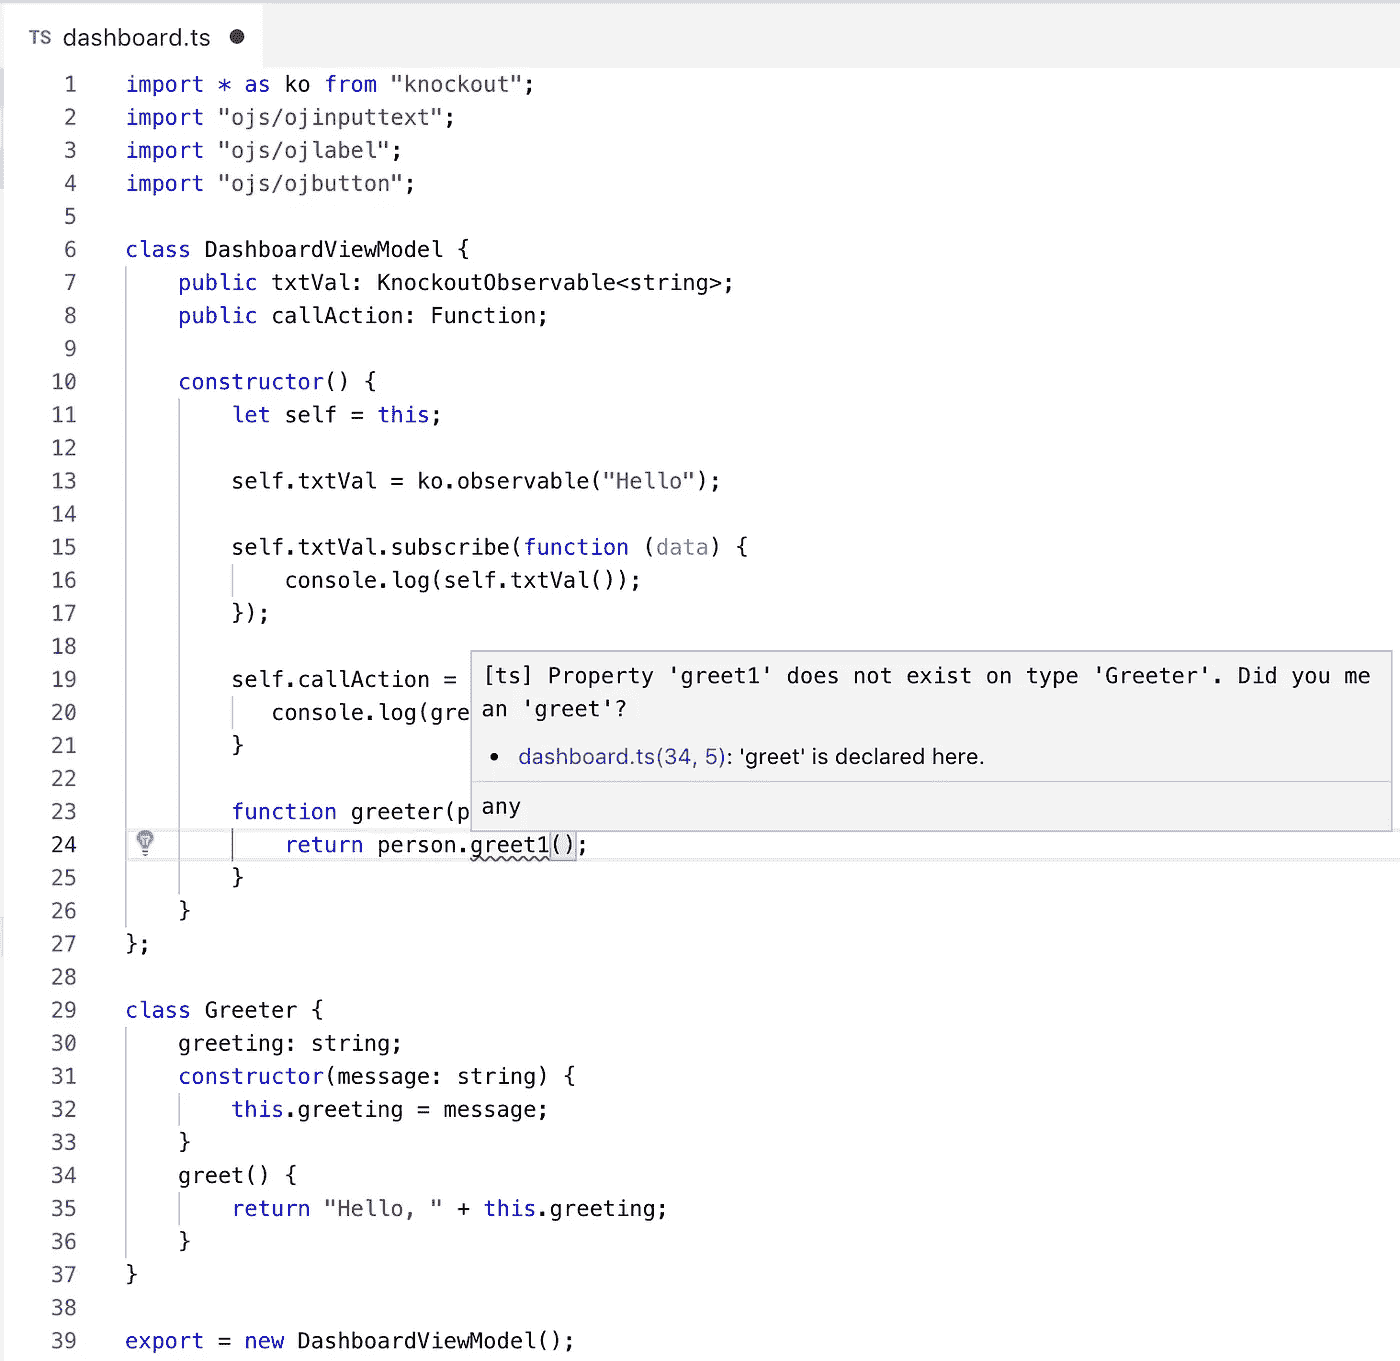 TS dashboard.ts ●
1 import * as ko from "knockout";
2 import "ojs/ojinputtext";
3 import "ojs/ojlabel";
4 import "ojs/ojbutton";
5
6 class DashboardViewModel {
7 public txtVal: KnockoutObservable<string>;
8 public callAction: Function;
9
10 constructor() {
11 let self = this;
12
13 self.txtVal = ko.observable("Hello");
14
15 self.txtVal.subscribe(function (data) {
16 console.log(self.txtVal());
17 });
18
19 self.callAction =
20 console.log(gre
21 }
22
23 function greeter(p
24 return person.greet1();
25 }
26 }
27 };
28
29 class Greeter {
30 greeting: string;
31 constructor(message: string) {
32 this.greeting = message;
33 }
34 greet() {
35 return "Hello, " + this.greeting;
36 }
37 }
38
39 export = new DashboardViewModel();
[ts] Property 'greet1' does not exist on type 'Greeter'. Did you me
an 'greet'?
• dashboard.ts(34, 5): 'greet' is declared here.
any